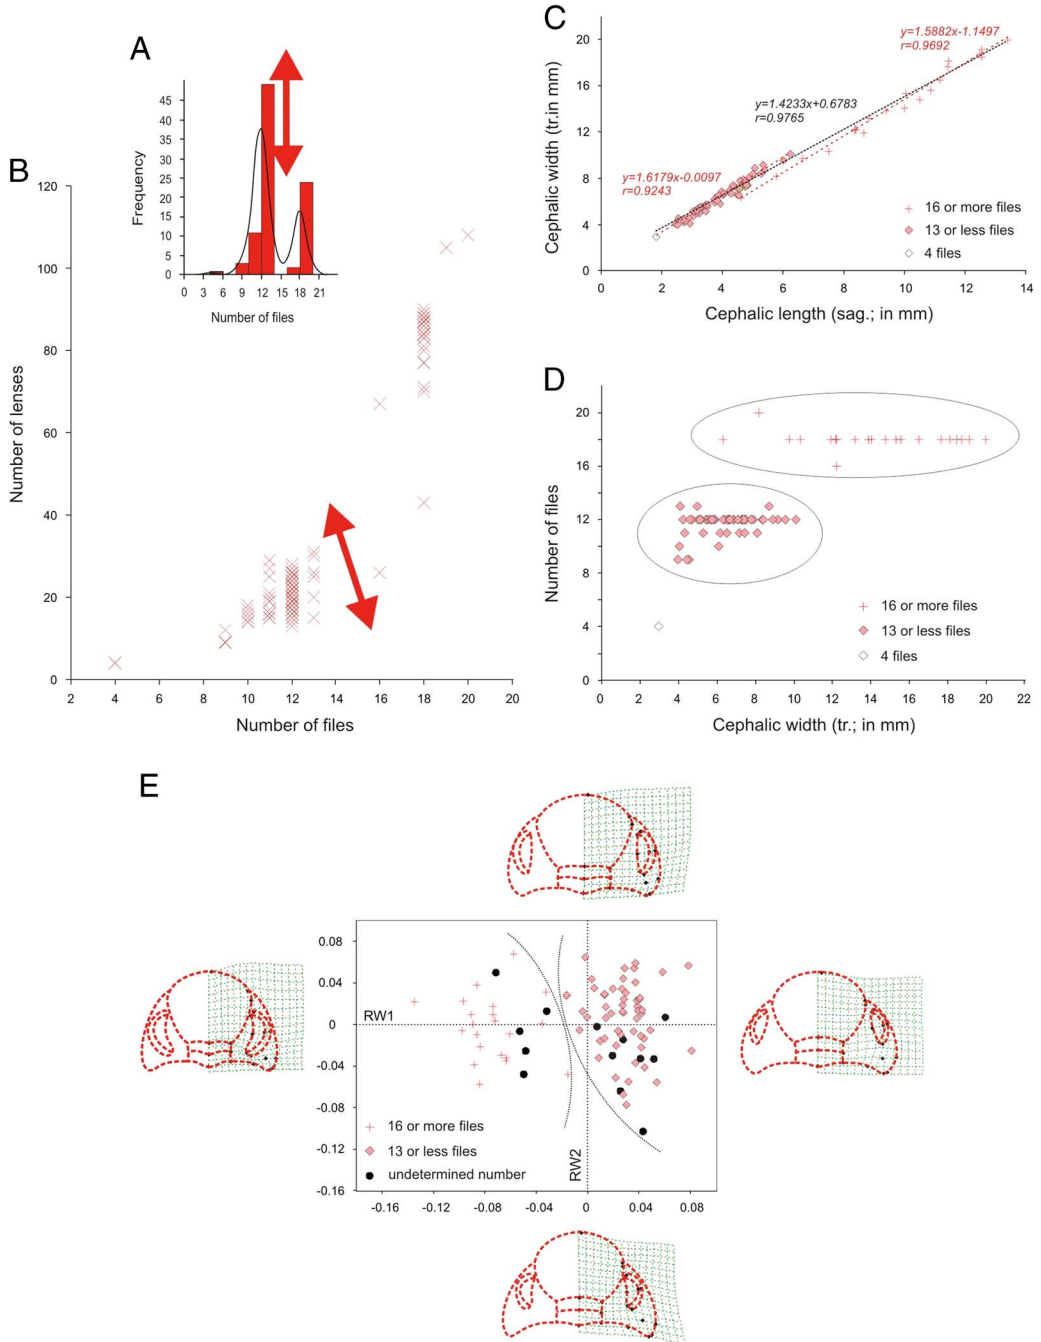 A
Frequency
45
40
35
30
25
20
15
10
5
0
0 3 6 9 12 15 18 21
Number of files
B
Number of lenses
120
100
80
60
40
20
0
2 4 6 8 10 12 14 16 18 20 20
Number of files
C
Cephalic width (tr.in mm)
20
16
12
8
4
0
y=1.5882x-1.1497
r=0.9692
y=1.4233x+0.6783
r=0.9765
y=1.6179x-0.0097
r=0.9243
16 or more files
13 or less files
4 files
0 2 4 6 8 10 12 14
Cephalic length (sag.; in mm)
D
Number of files
20
16
12
8
4
0
16 or more files
13 or less files
4 files
0 2 4 6 8 10 12 14 16 18 20 22
Cephalic width (tr.; in mm)
E
0.08
0.04
0
-0.04
-0.08
-0.12
-0.16
RW1
RW2
16 or more files
13 or less files
undetermined number
-0.16 -0.12 -0.08 -0.04 0 0.04 0.08